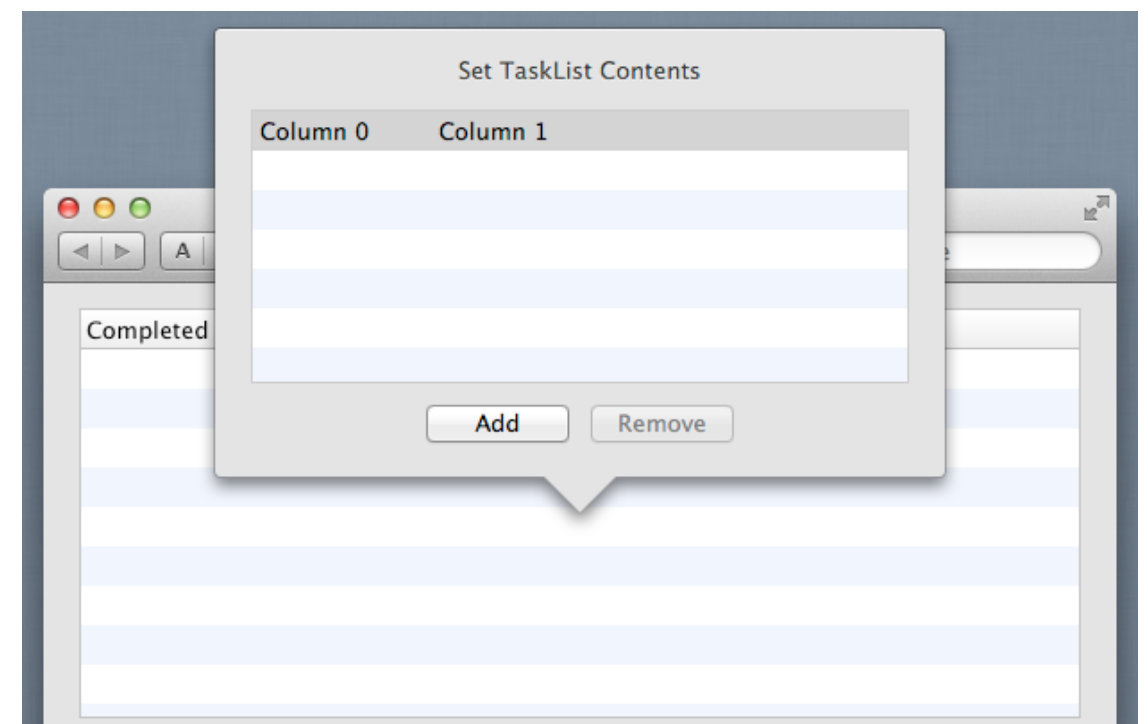 Set TaskList Contents
Column 0 Column 1
A
Completed
Add Remove